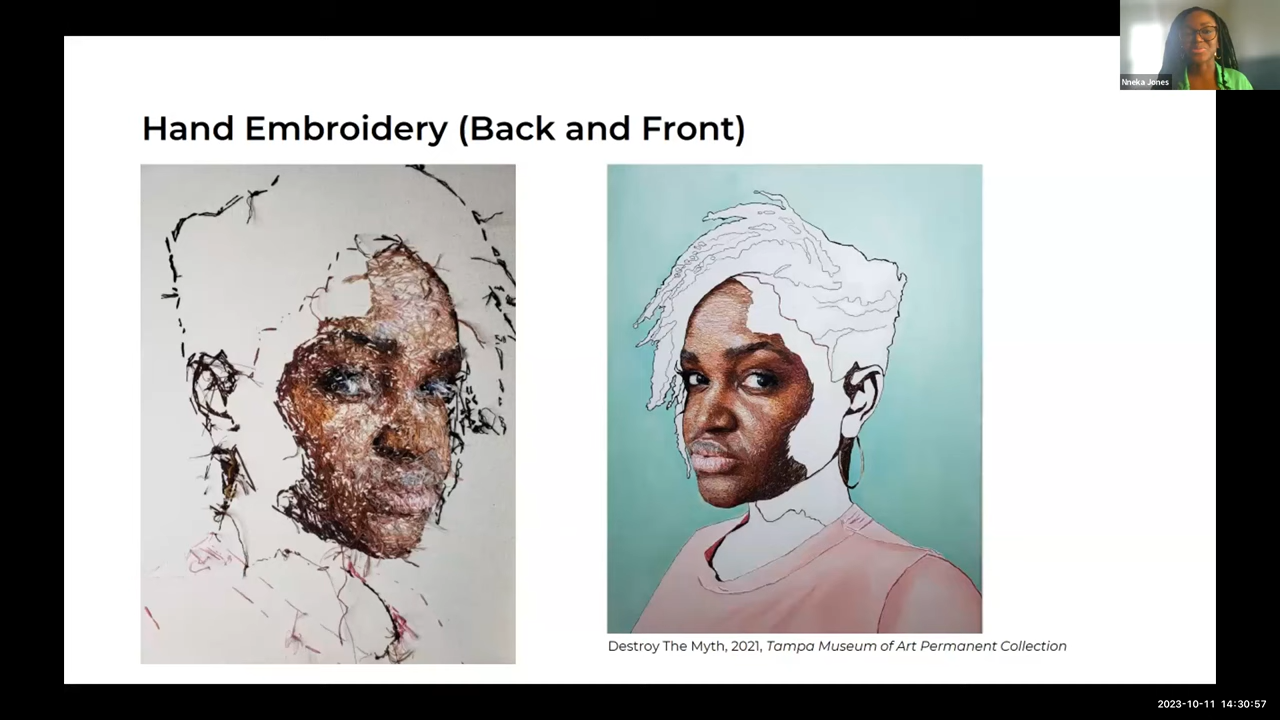 Nneka Jones
Hand Embroidery (Back and Front)
Destroy The Myth, 2021, Tampa Museum of Art Permanent Collection
2023-10-11 14:30:57